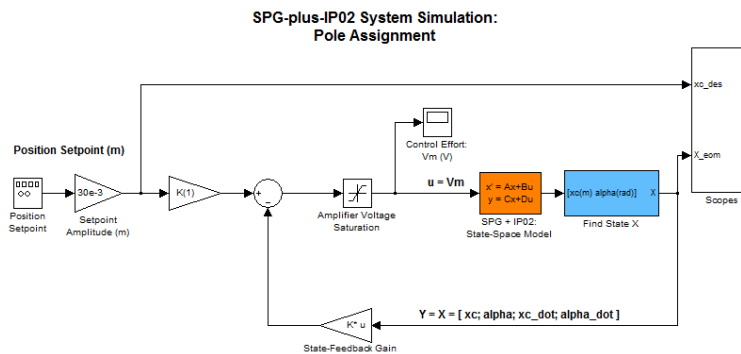 SPG-plus-IP02 System Simulation:
Pole Assignment
xc_des
Control Effort:
Vm (V)
Position Setpoint (m)
X_eom
u = Vm
30e-3
K(1)
x' = Ax+Bu
y = Cx+Du
[xc(m) alpha(rad)]
X
Position
Setpoint
Setpoint
Amplitude (m)
Amplifier Voltage
Saturation
SPG + IP02:
State-Space Model
Find State X
Scopes
Y = X = [ xc; alpha; xc_dot; alpha_dot ]
K* u
State-Feedback Gain